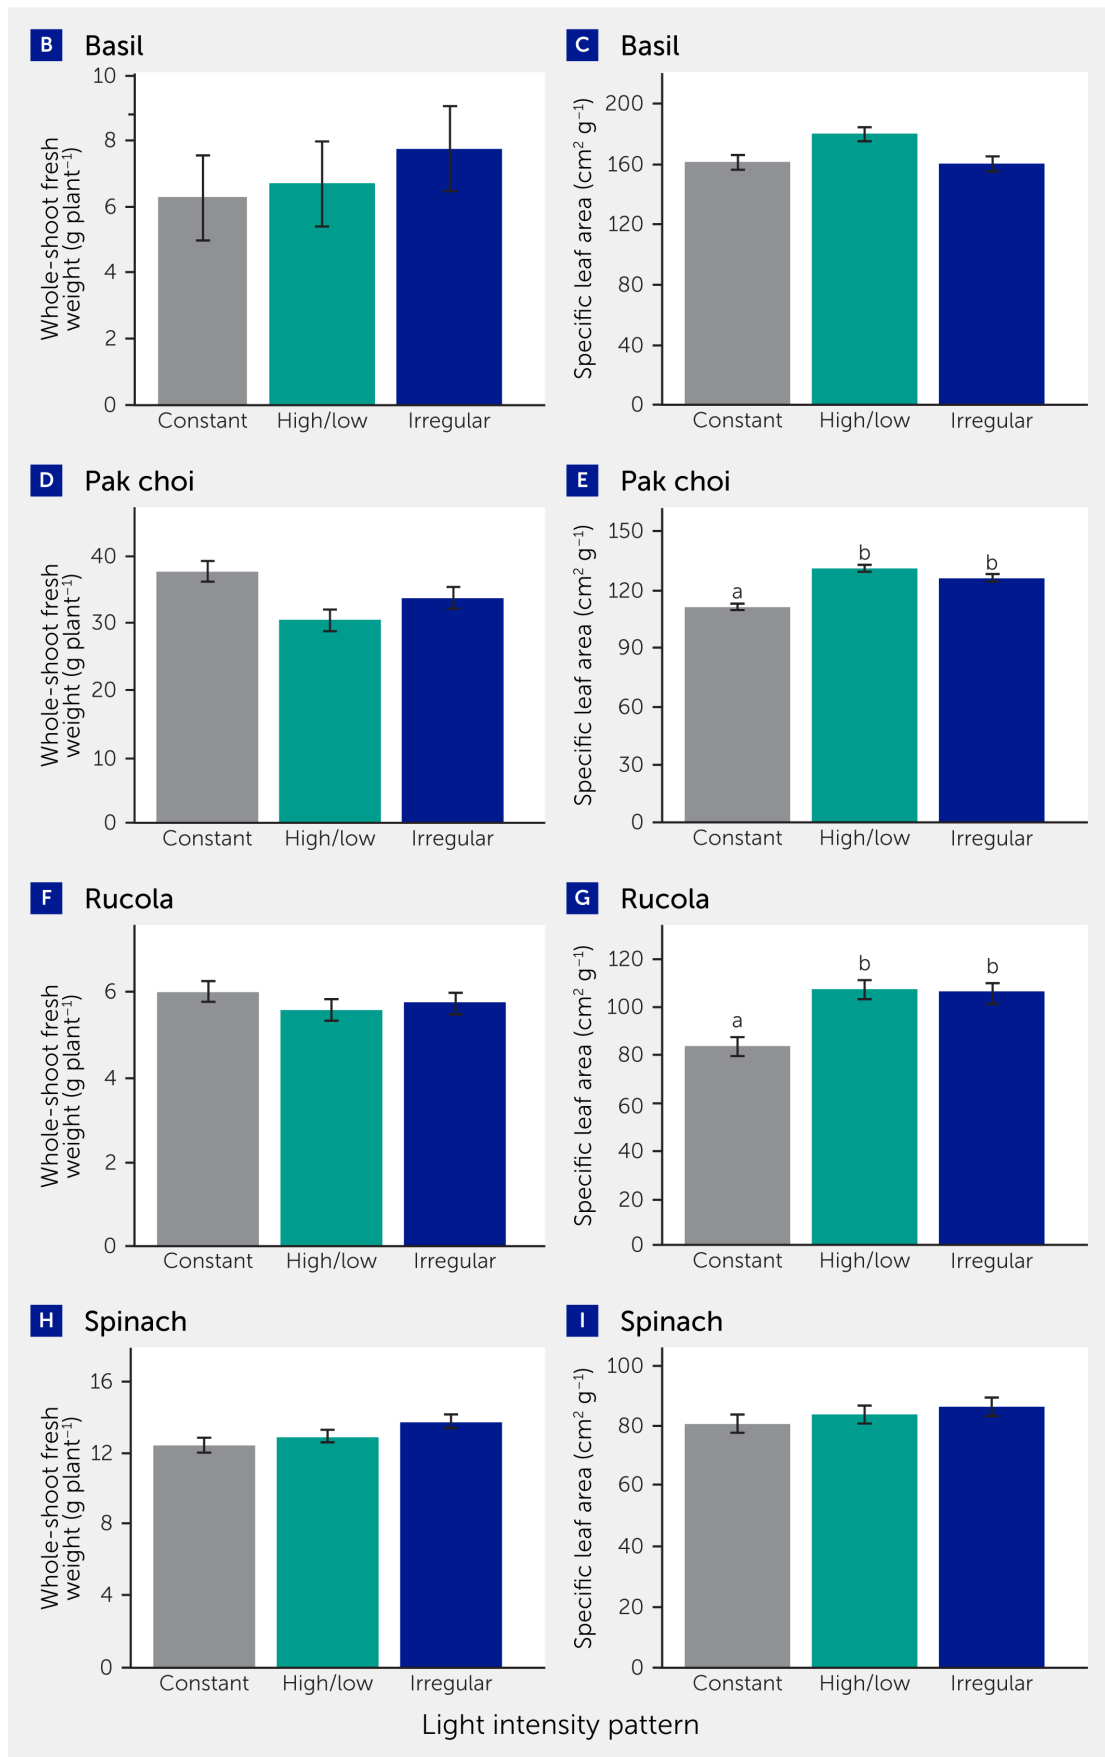 B Basil
10
8
6
4
2
0
Whole-shoot fresh
weight (g plant⁻¹)
Constant High/low Irregular
C Basil
200
160
120
80
40
0
Specific leaf area (cm² g⁻¹)
Constant High/low Irregular
D Pak choi
40
30
20
10
0
Whole-shoot fresh
weight (g plant⁻¹)
Constant High/low Irregular
E Pak choi
150
120
90
60
30
0
Specific leaf area (cm² g⁻¹)
a b b
Constant High/low Irregular
F Rucola
6
4
2
0
Whole-shoot fresh
weight (g plant⁻¹)
Constant High/low Irregular
G Rucola
120
100
80
60
40
20
0
Specific leaf area (cm² g⁻¹)
a b b
Constant High/low Irregular
H Spinach
16
12
8
4
0
Whole-shoot fresh
weight (g plant⁻¹)
Constant High/low Irregular
I Spinach
100
80
60
40
20
0
Specific leaf area (cm² g⁻¹)
Constant High/low Irregular
Light intensity pattern